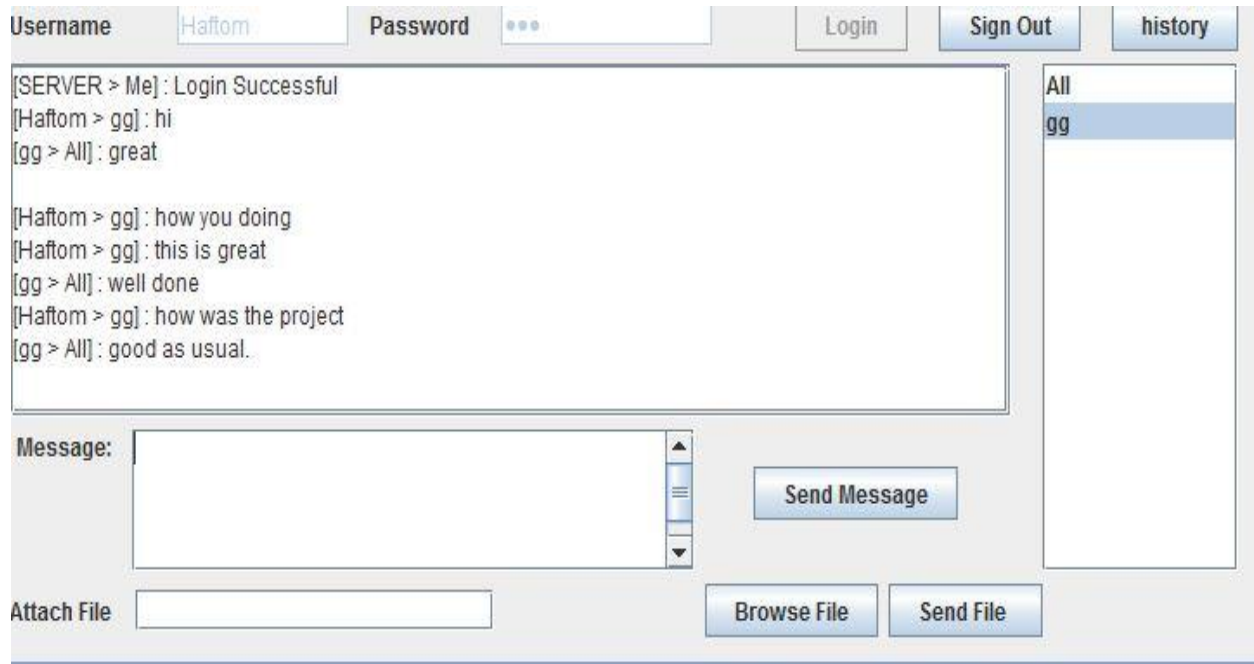 Username Haftom Password ••• Login Sign Out history
[SERVER > Me] : Login Successful
[Haftom > gg] : hi
[gg > All] : great
[Haftom > gg] : how you doing
[Haftom > gg] : this is great
[gg > All] : well done
[Haftom > gg] : how was the project
[gg > All] : good as usual.
All
gg
Message:
Send Message
Attach File Browse File Send File